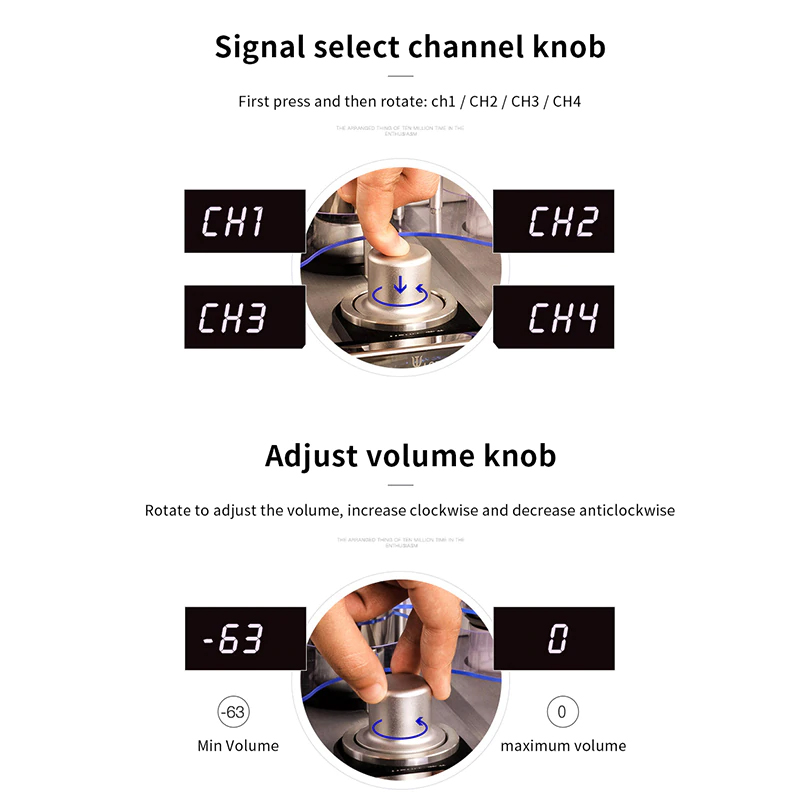 Signal select channel knob
First press and then rotate: ch1 / CH2 / CH3 / CH4
THE ARRANGED THING OF TEN MILLION TIME IN THE
ENTHUSIASM
CH1
CH2
CH3
CH4
Adjust volume knob
Rotate to adjust the volume, increase clockwise and decrease anticlockwise
THE ARRANGED THING OF TEN MILLION TIME IN THE
ENTHUSIASM
-63
0
-63
0
Min Volume
maximum volume